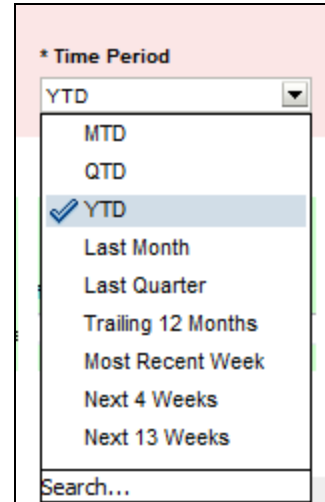 * Time Period
YTD
MTD
QTD
YTD
Last Month
Last Quarter
Trailing 12 Months
Most Recent Week
Next 4 Weeks
Next 13 Weeks
Search...